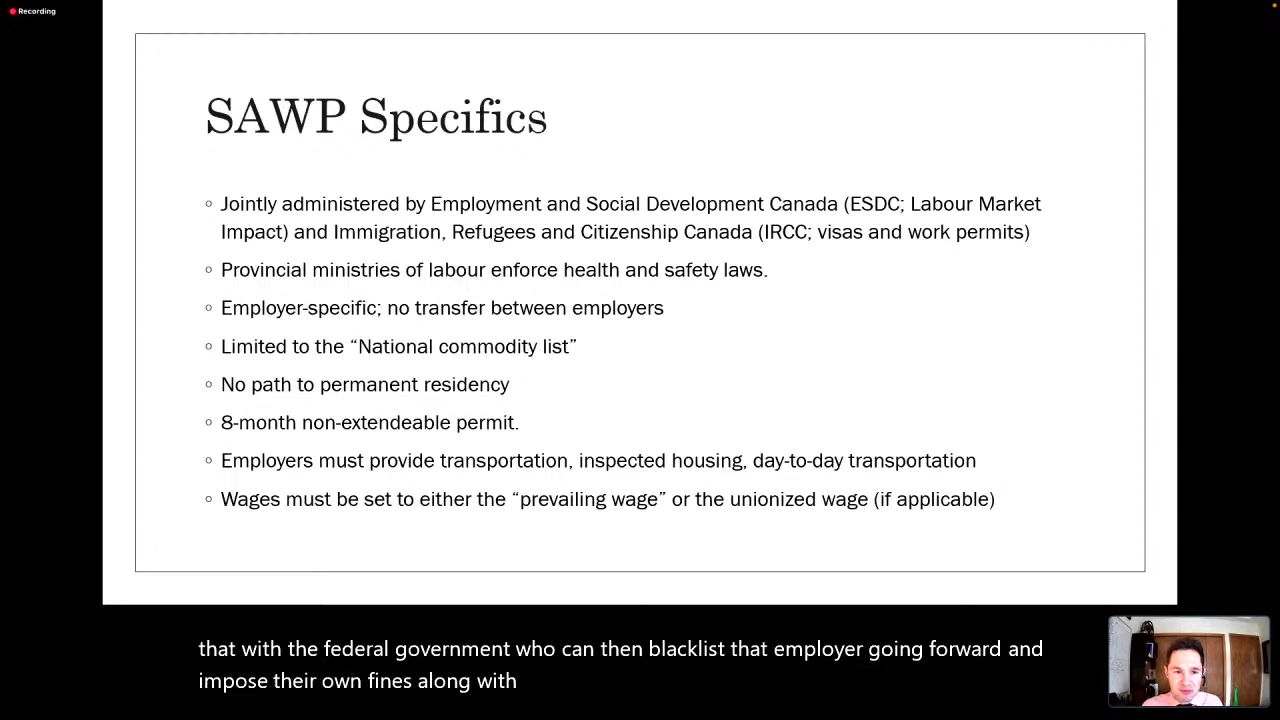 Recording
SAWP Specifics
◦ Jointly administered by Employment and Social Development Canada (ESDC; Labour Market
Impact) and Immigration, Refugees and Citizenship Canada (IRCC; visas and work permits)
◦ Provincial ministries of labour enforce health and safety laws.
◦ Employer-specific; no transfer between employers
◦ Limited to the “National commodity list”
◦ No path to permanent residency
◦ 8-month non-extendeable permit.
◦ Employers must provide transportation, inspected housing, day-to-day transportation
◦ Wages must be set to either the “prevailing wage” or the unionized wage (if applicable)
that with the federal government who can then blacklist that employer going forward and
impose their own fines along with